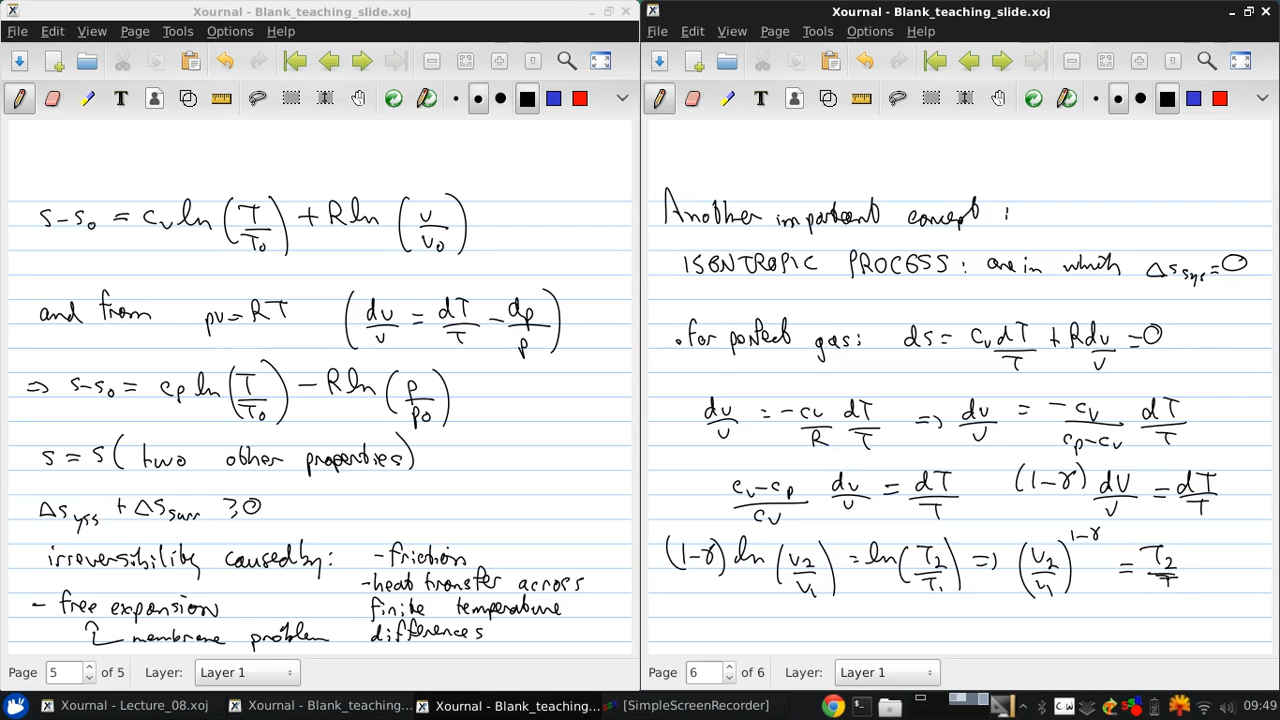 Xournal - Blank_teaching_slide.xoj
File Edit View Page Tools Options Help
s-s₀ = cᵥ ln (T/T₀) + R ln (v/v₀)
and from pv = RT (dv/v = dT/T - dp/p)
=> s-s₀ = cp ln (T/T₀) - R ln (p/p₀)
s = s (two other properties)
Δsyss + Δssurr ≥ 0
irreversibility caused by: - friction
- heat transfer across
- free expansion finite temperature
membrane problem differences
Page 5 of 5 Layer: Layer 1
Xournal - Blank_teaching_slide.xoj
File Edit View Page Tools Options Help
Another important concept :
ISENTROPIC PROCESS : one in which Δs sys = 0
. for perfect gas: ds = cv dT/T + R dv/v = 0
dv/v = -cv/R dT/T => dv/v = -cv/(cp-cv) dT/T
(cv-cp)/cv dv/v = dT/T (1-γ) dV/v = dT/T
(1-γ) ln (v₂/v₁) = ln (T₂/T₁) => (v₂/v₁)^(1-γ) = T₂/T
Page 6 of 6 Layer: Layer 1
Xournal - Lecture_08.xoj Xournal - Blank_teaching... Xournal - Blank_teaching... [SimpleScreenRecorder] 09:49